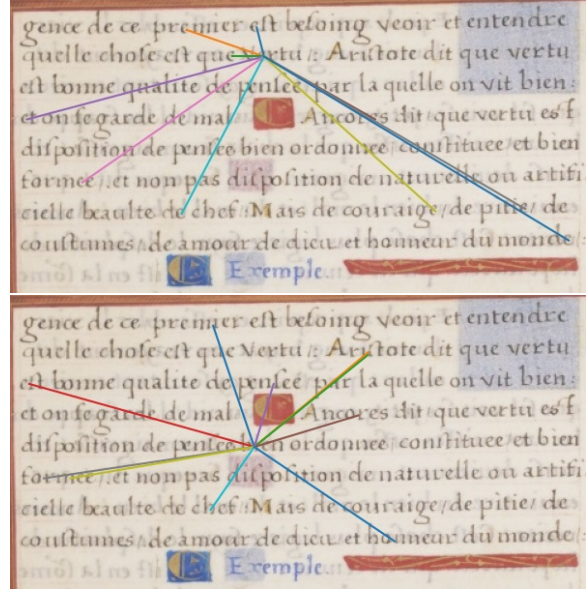 gence de ce premier est besoing veoir et entendre
quelle chose est que vertu : Aristote dit que vertu
est bonne qualite de pensee par la quelle on vit bien :
et on se garde de mal Ancores dit que vertu est
disposition de pensee bien ordonnee constituee et bien
formee / et non pas disposition de naturelle ou artifi
cielle beaulte de chef : Mais de couraige / de pitie / de
coustumes / de amour de dieu et honneur du monde
Exemple
gence de ce premier est besoing veoir et entendre
quelle chose est que Vertu : Aristote dit que vertu
est bonne qualite de pensee par la quelle on vit bien :
et on se garde de mal Ancores dit que vertu est
disposition de pensee bien ordonnee constituee et bien
formee / et non pas disposition de naturelle ou artifi
cielle beaulte de chef : Mais de couraige / de pitie / de
coustumes / de amour de dieu et honneur du monde :
Exemple